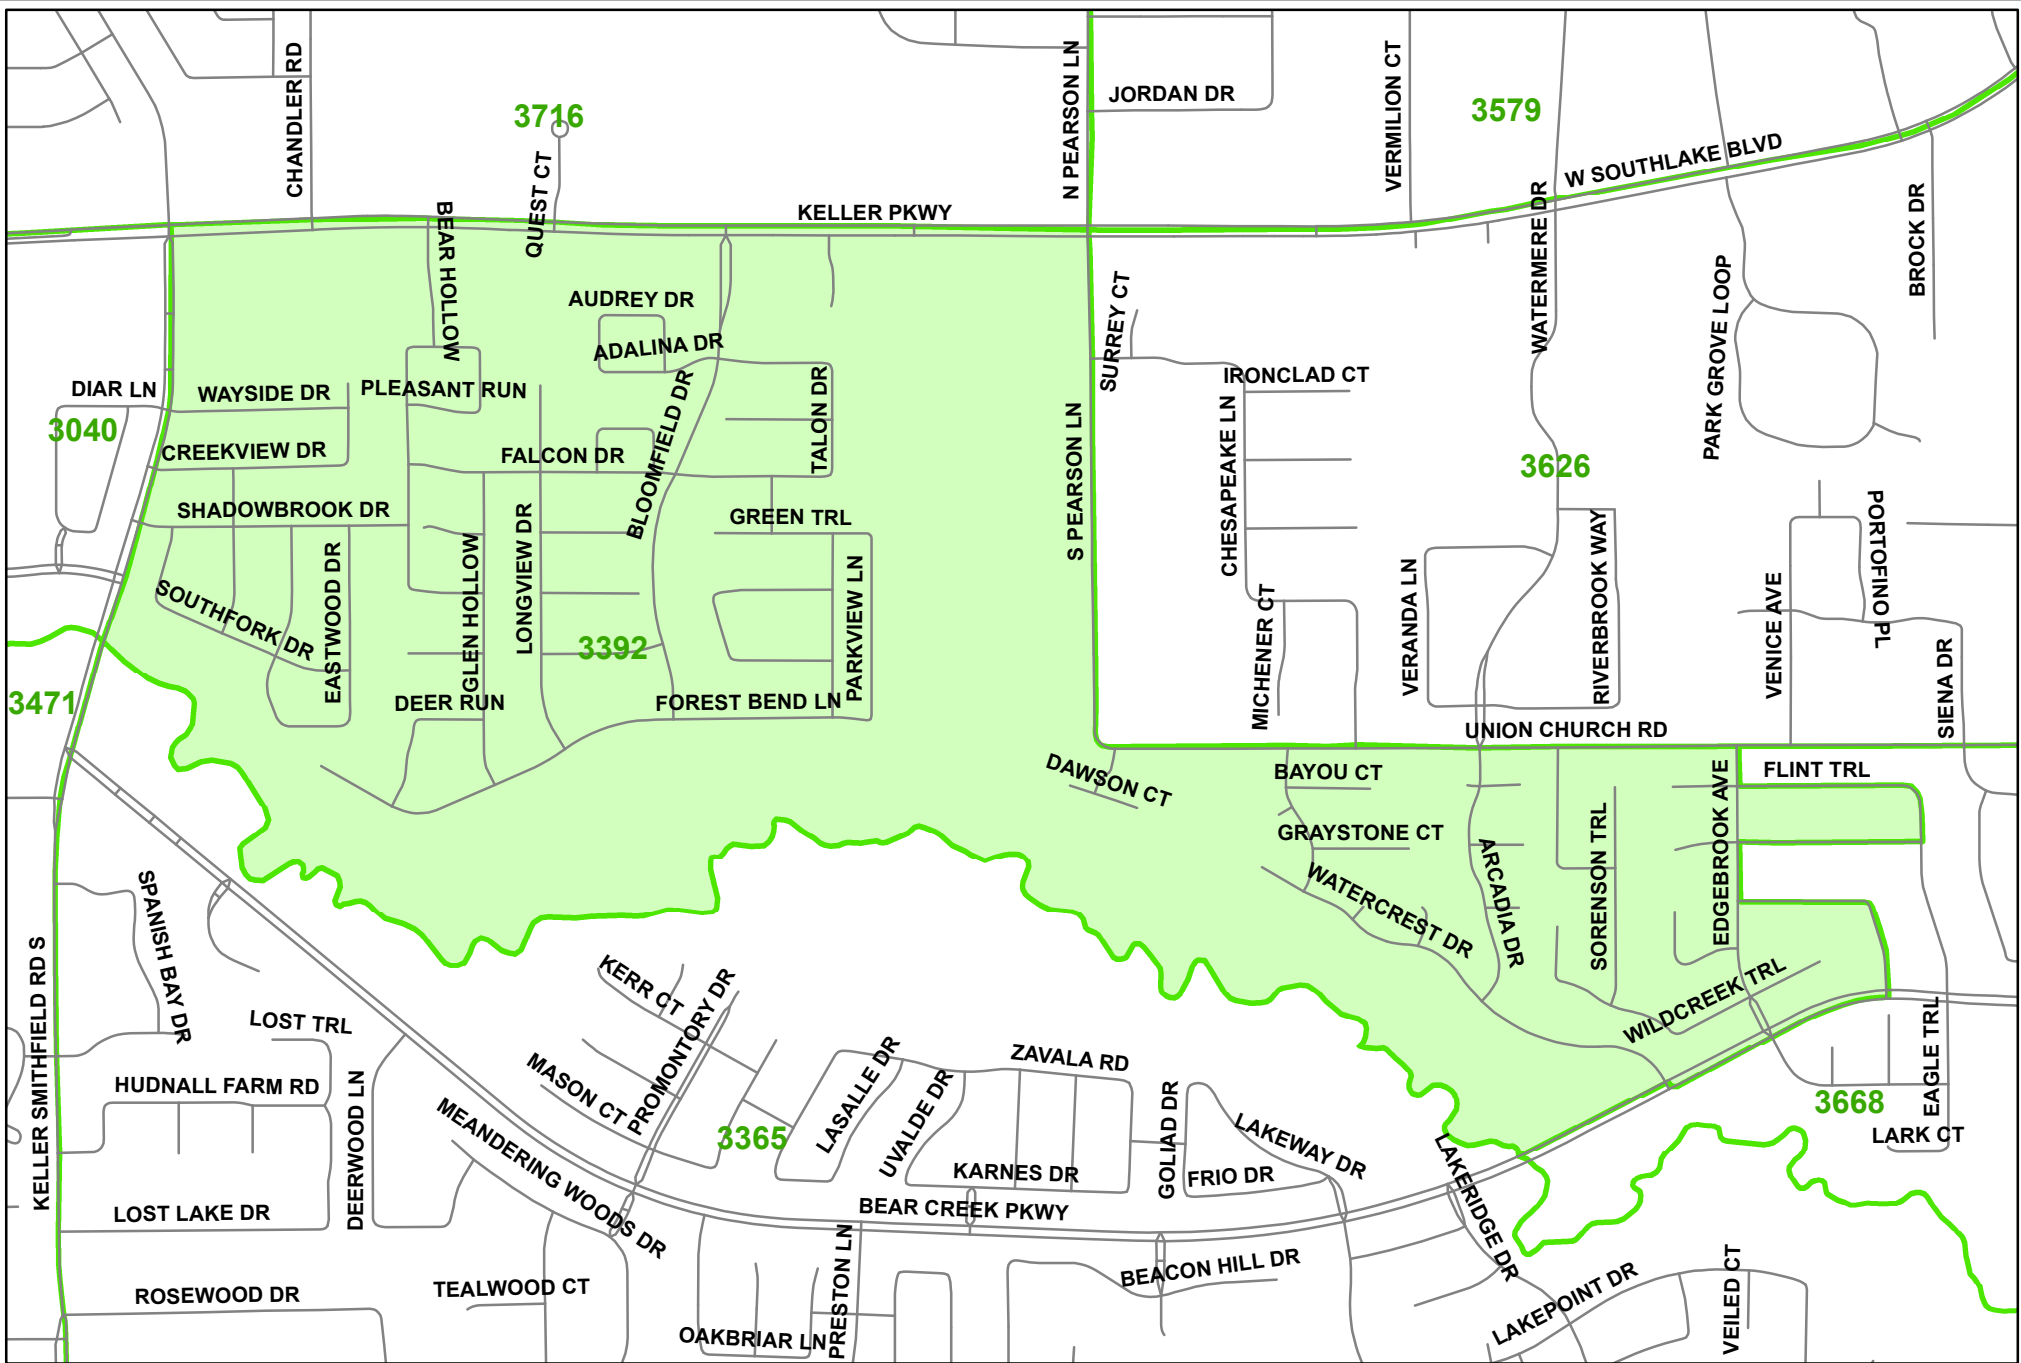 CHANDLER RD
3716
QUEST CT
N PEARSON LN
JORDAN DR
VERMILION CT
3579
W SOUTHLAKE BLVD
WATERMERE DR
BROCK DR
KELLER PKWY
BEAR HOLLOW
AUDREY DR
ADALINA DR
SURREY CT
PARK GROVE LOOP
DIAR LN
WAYSIDE DR
PLEASANT RUN
BLOOMFIELD DR
TALON DR
IRONCLAD CT
3040
CREEKVIEW DR
FALCON DR
S PEARSON LN
CHESAPEAKE LN
3626
SHADOWBROOK DR
LONGVIEW DR
GREEN TRL
RIVERBROOK WAY
PORTOFINO PL
EASTWOOD DR
GLEN HOLLOW
PARKVIEW LN
MICHENER CT
VERANDA LN
VENICE AVE
SOUTHFORK DR
3392
SIENA DR
3471
DEER RUN
FOREST BEND LN
UNION CHURCH RD
DAWSON CT
BAYOU CT
EDGEBROOK AVE
FLINT TRL
GRAYSTONE CT
SORENSON TRL
WATERCREST DR
ARCADIA DR
SPANISH BAY DR
KELLER SMITHFIELD RD S
KERR CT
PROMONTORY DR
WILDCREEK TRL
LOST TRL
ZAVALA RD
EAGLE TRL
HUDNALL FARM RD
DEERWOOD LN
MASON CT
LASALLE DR
UVALDE DR
GOLIAD DR
3668
MEANDERING WOODS DR
3365
LAKEWAY DR
LARK CT
KARNES DR
FRIO DR
LAKERIDGE DR
LOST LAKE DR
BEAR CREEK PKWY
PRESTON LN
BEACON HILL DR
VEILED CT
ROSEWOOD DR
TEALWOOD CT
LAKEPOINT DR
OAKBRIAR LN